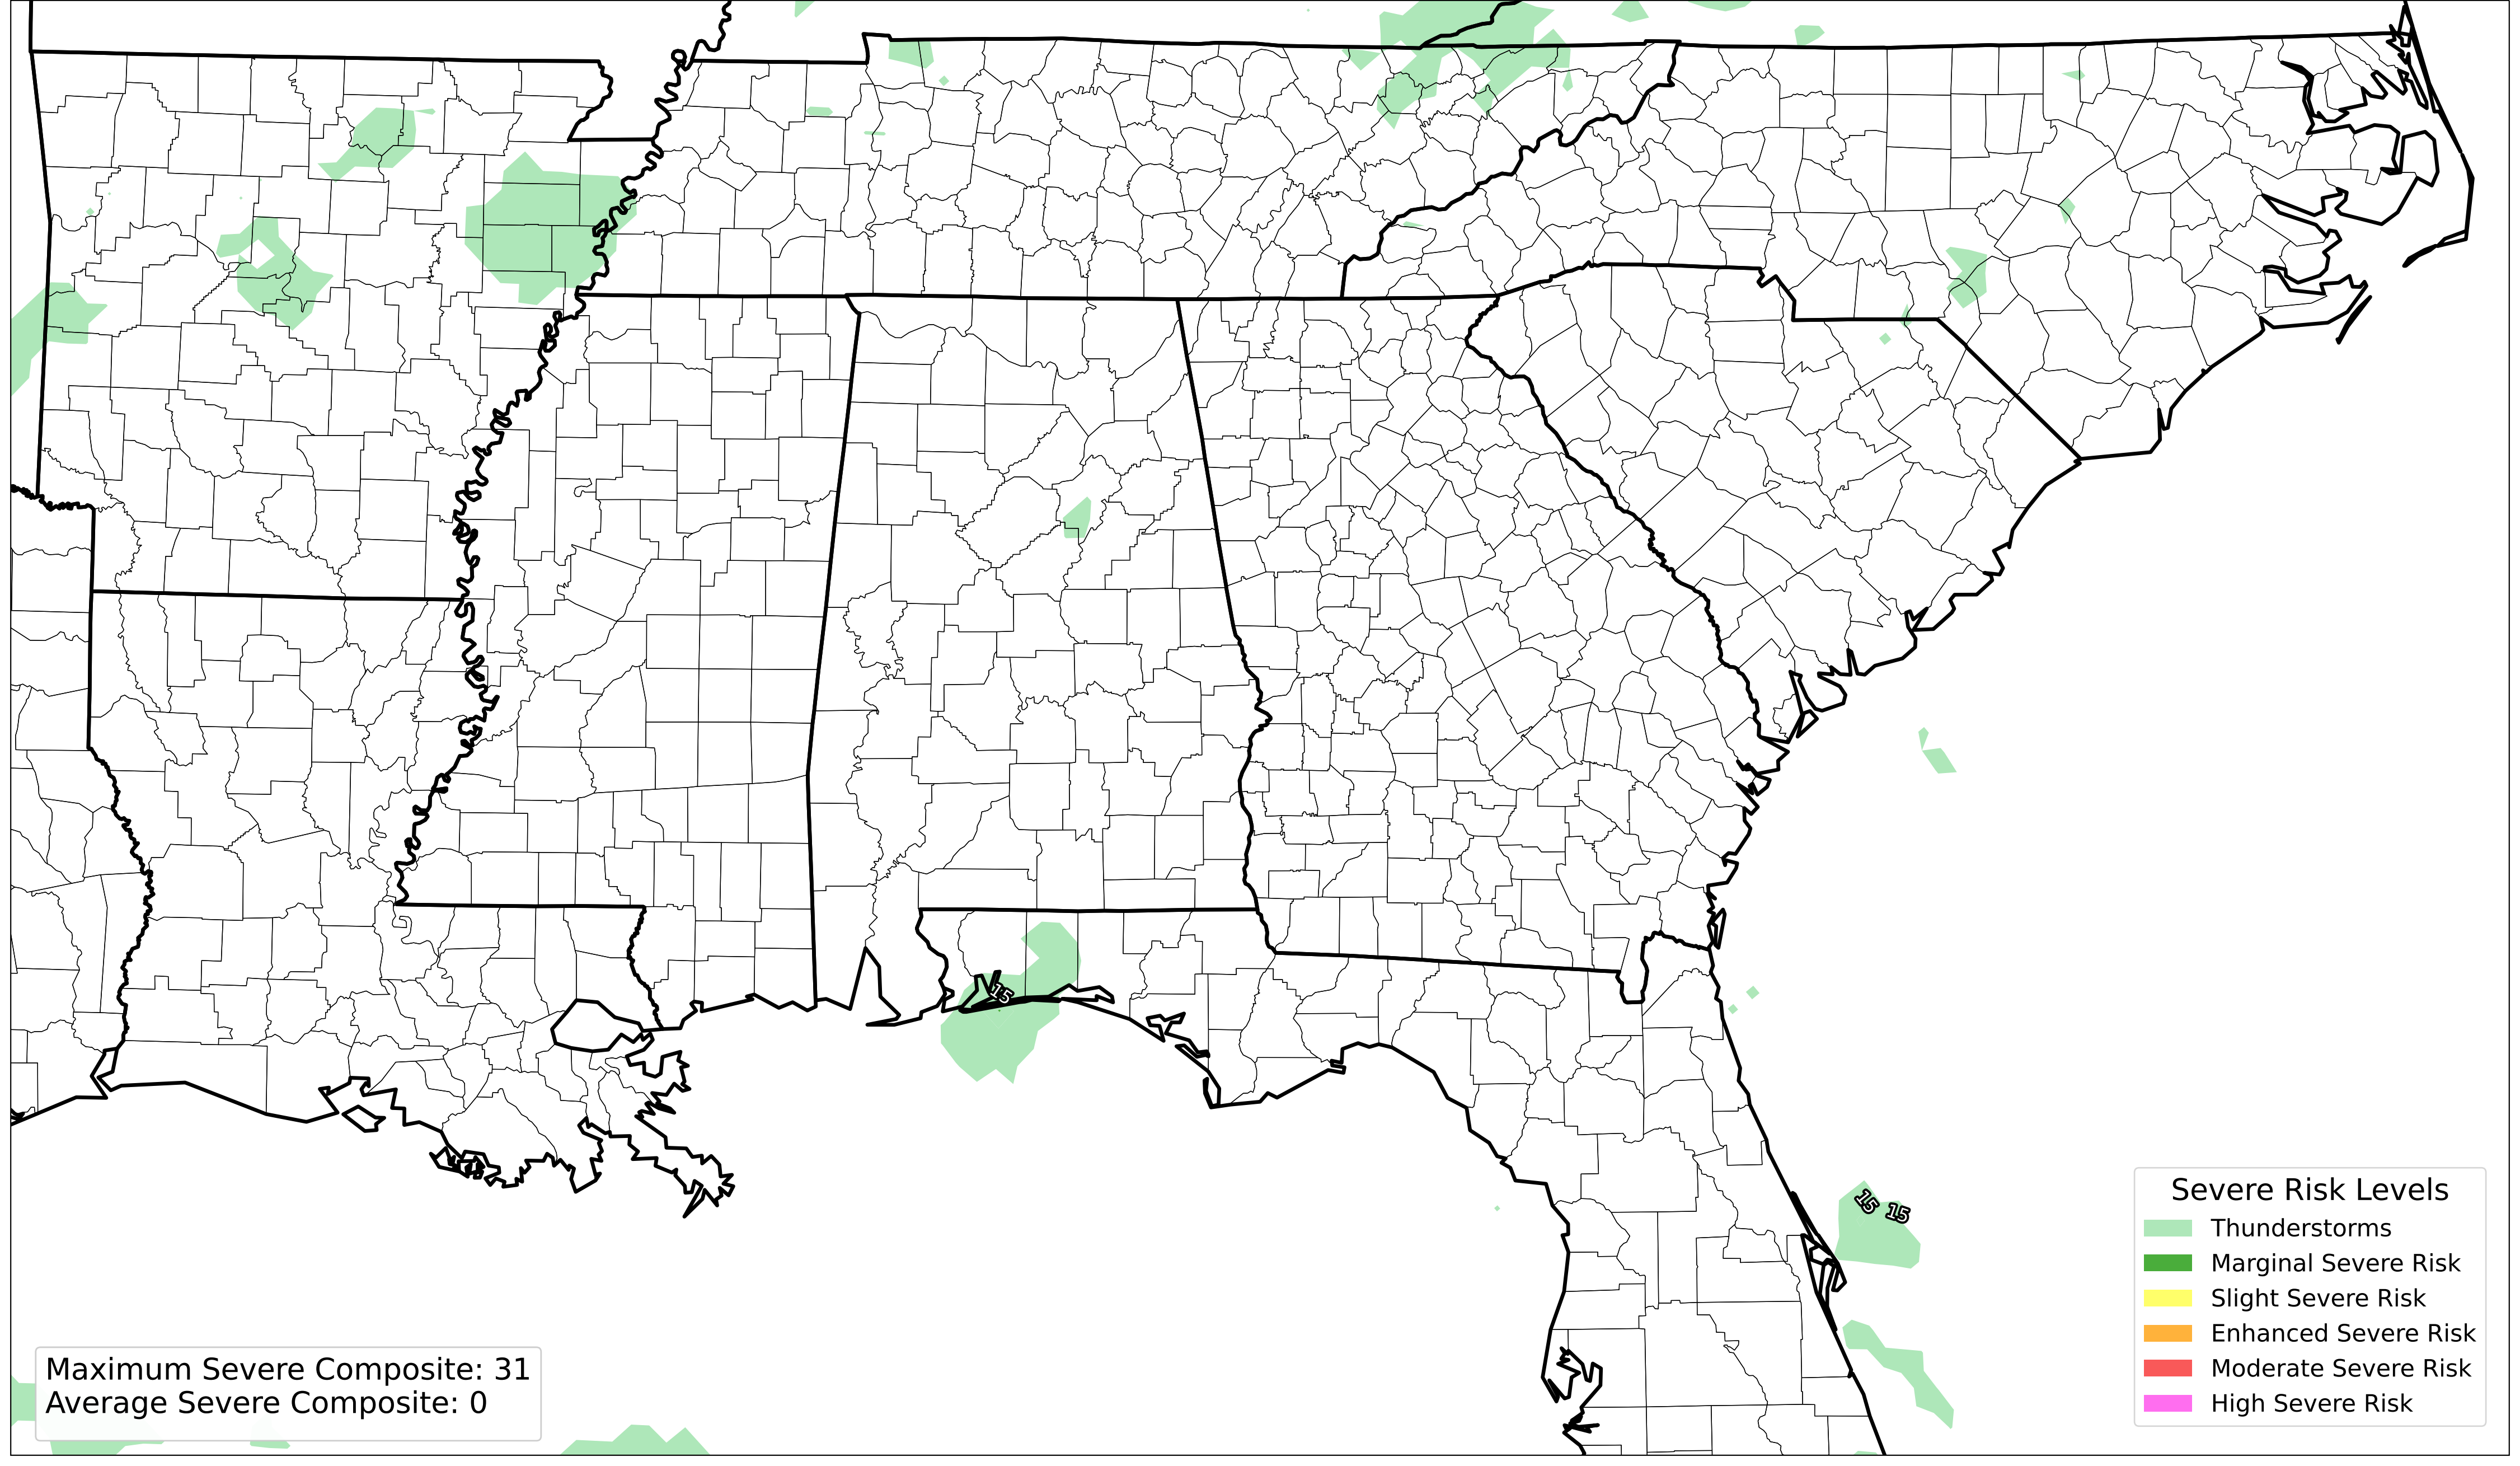 15
15 15
Severe Risk Levels
Thunderstorms
Marginal Severe Risk
Slight Severe Risk
Enhanced Severe Risk
Moderate Severe Risk
High Severe Risk
Maximum Severe Composite: 31
Average Severe Composite: 0